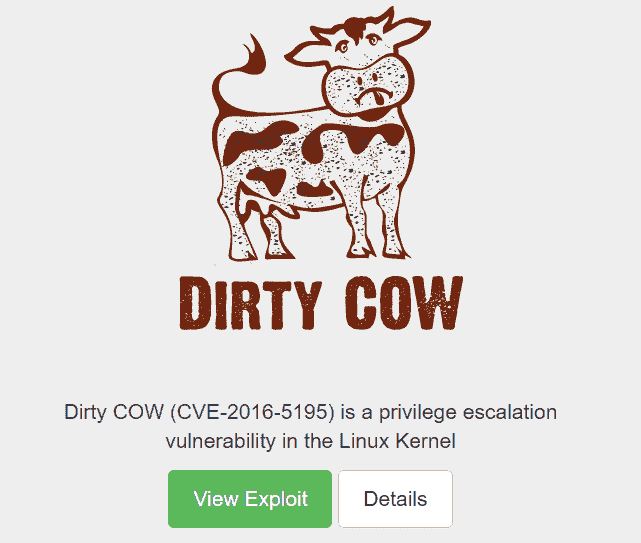 DIRTY COW
Dirty COW (CVE-2016-5195) is a privilege escalation
vulnerability in the Linux Kernel
View Exploit
Details